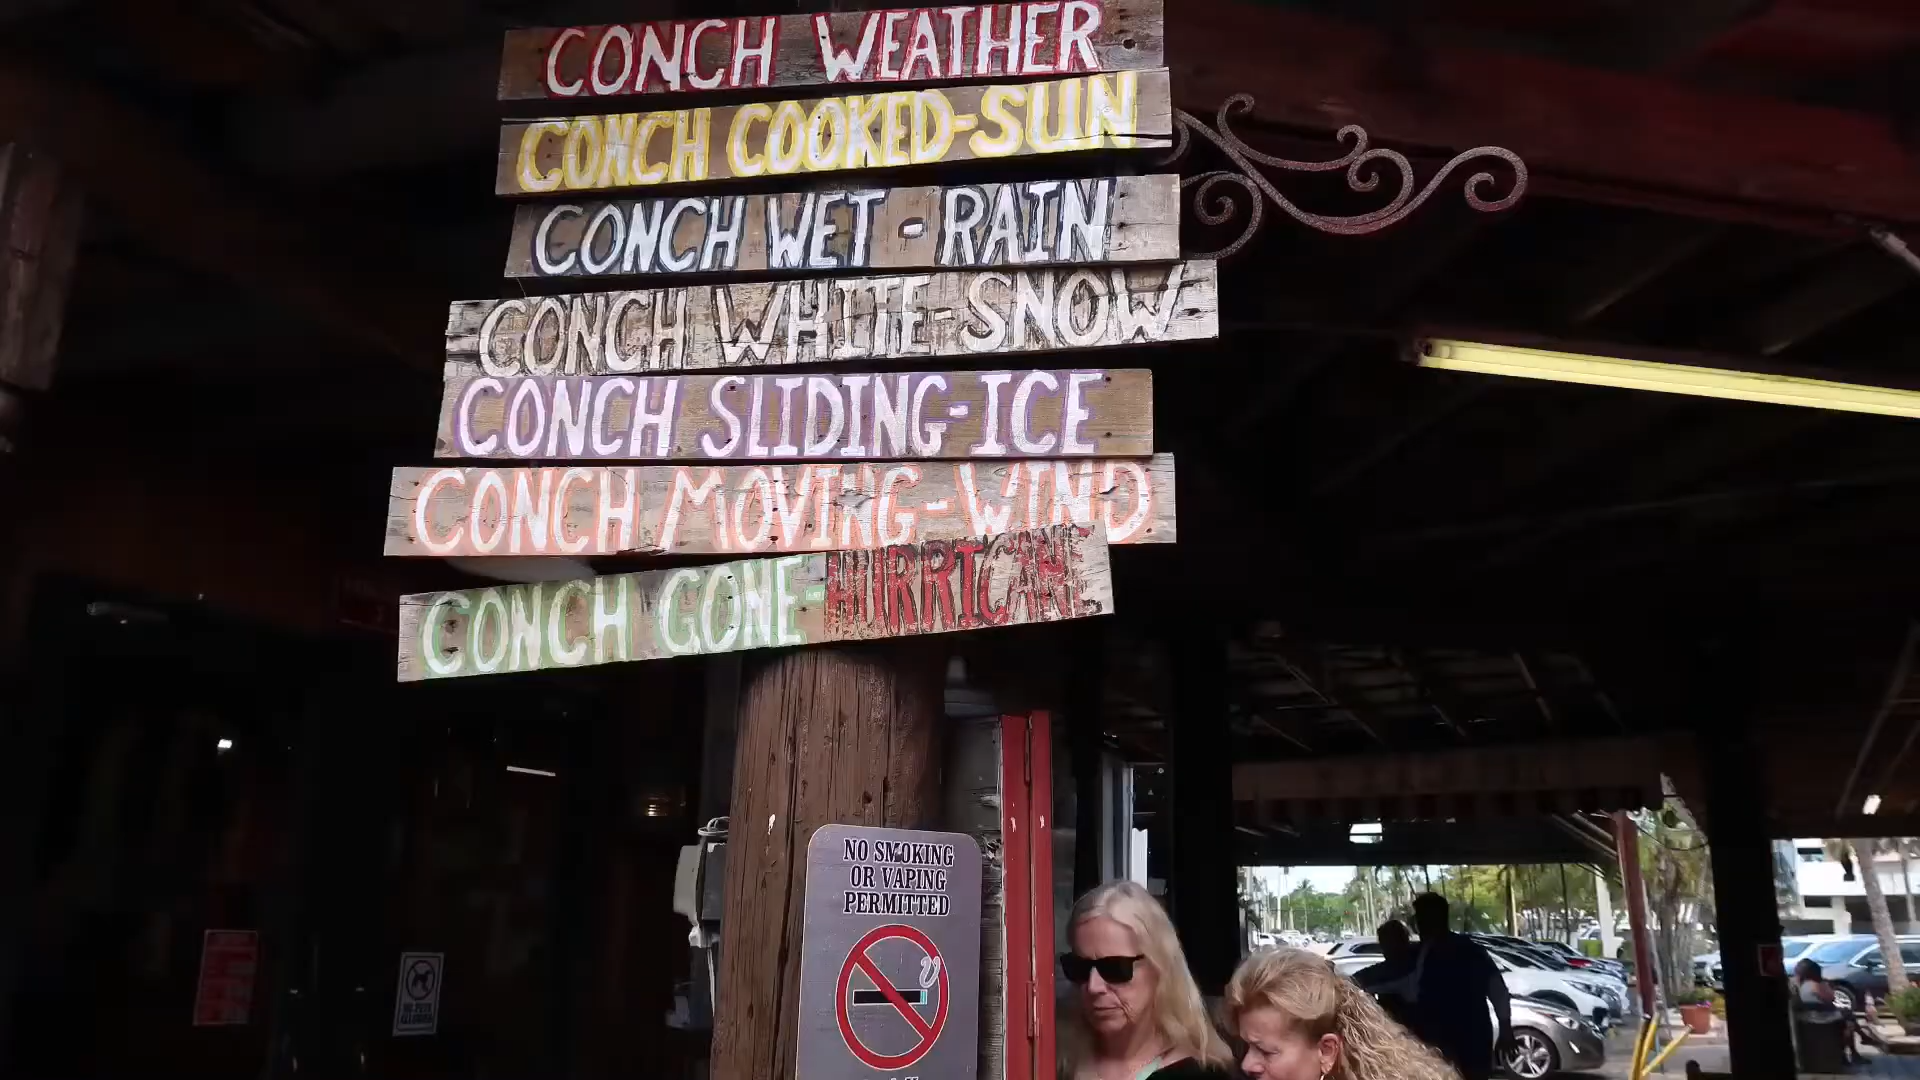 CONCH WEATHER
CONCH COOKED-SUN
CONCH WET - RAIN
CONCH WHITE-SNOW
CONCH SLIDING-ICE
CONCH MOVING-WIND
CONCH GONE-HURRICANE
NO SMOKING
OR VAPING
PERMITTED